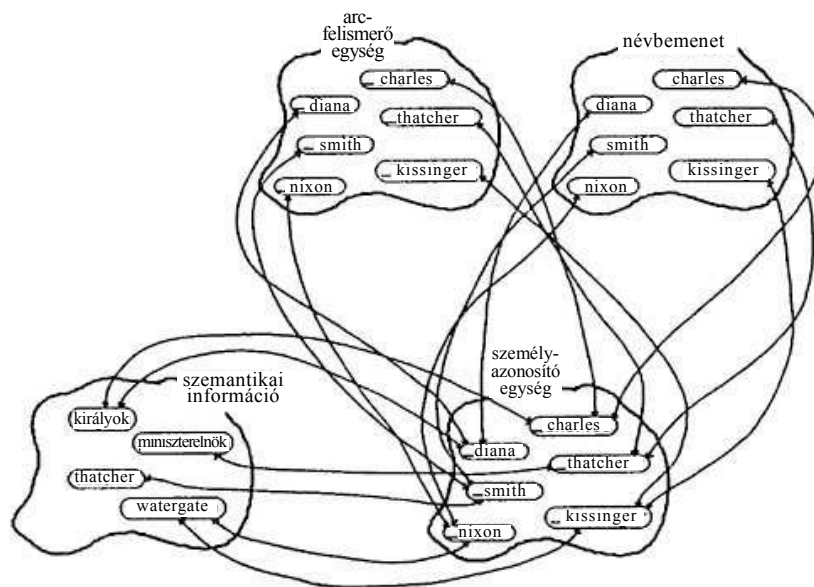 arc-
felismerő
egység
charles
diana
thatcher
smith
kissinger
nixon
névbemenet
charles
diana
thatcher
smith
kissinger
nixon
szemantikai
információ
királyok
miniszterelnök
thatcher
watergate
személy-
azonosító
egység
charles
diana
thatcher
smith
kissinger
nixon